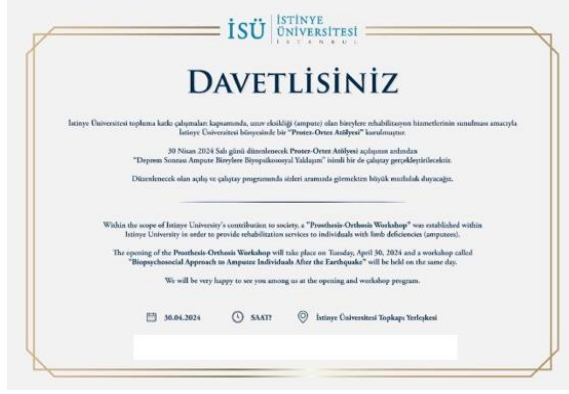 İSÜ
İSTİNYE
ÜNİVERSİTESİ
İSTANBUL
DAVETLİSİNİZ
İstinye Üniversitesi topluma katkı çalışmaları kapsamında, uzuv eksikliği (ampute) olan bireylere rehabilitasyon hizmetlerinin sunulması amacıyla
İstinye Üniversitesi bünyesinde bir "Protez-Ortez Atölyesi" kurulmuştur.
30 Nisan 2024 Salı günü düzenlenecek Protez-Ortez Atölyesi açılışının ardından
"Deprem Sonrası Ampute Bireylere Biyopsikososyal Yaklaşım" isimli bir de çalıştay gerçekleştirilecektir.
Düzenlenecek olan açılış ve çalıştay programında sizleri aramızda görmekten büyük mutluluk duyacağız.
Within the scope of Istinye University's contribution to society, a "Prosthesis-Orthosis Workshop" was established within
Istinye University in order to provide rehabilitation services to individuals with limb deficiencies (amputees).
The opening of the Prosthesis-Orthosis Workshop will take place on Tuesday, April 30, 2024 and a workshop called
"Biopsychosocial Approach to Amputee Individuals After the Earthquake" will be held on the same day.
We will be very happy to see you among us at the opening and workshop program.
30.04.2024 SAAT? İstinye Üniversitesi Topkapı Yerleşkesi